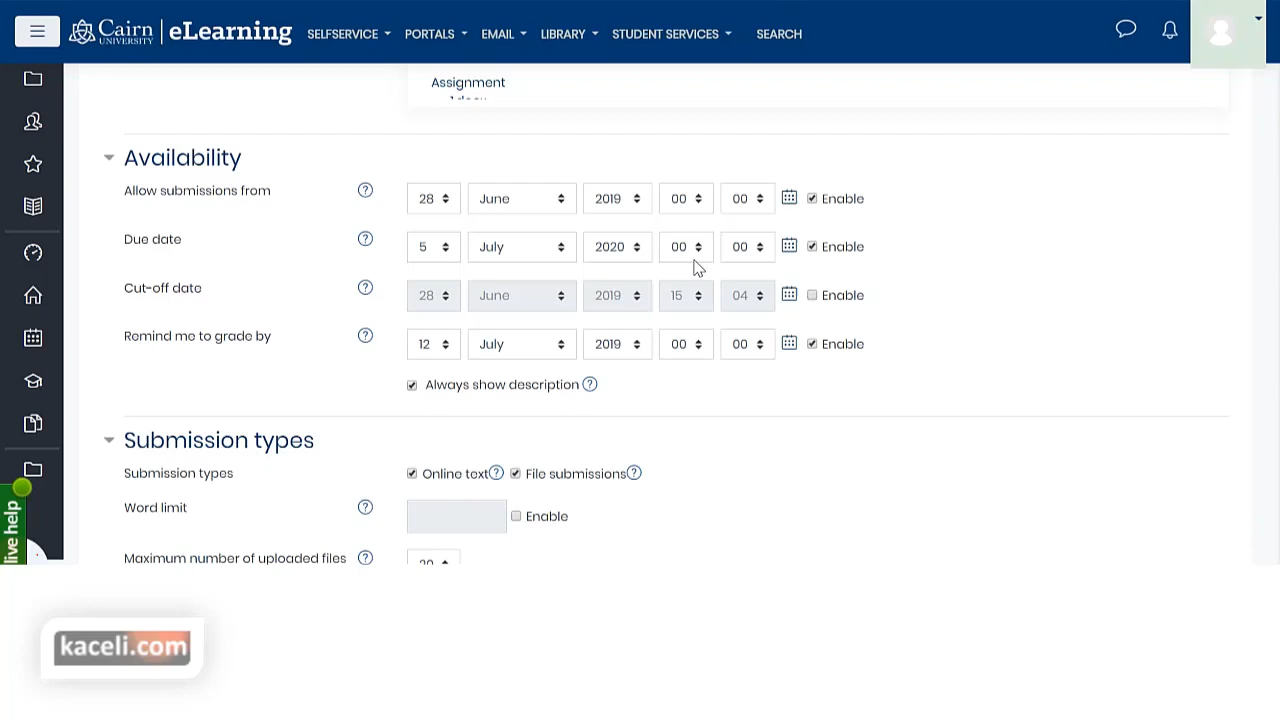 Cairn UNIVERSITY eLearning SELFSERVICE PORTALS EMAIL LIBRARY STUDENT SERVICES SEARCH
Assignment
Availability
Allow submissions from ? 28 June 2019 00 00 Enable
Due date ? 5 July 2020 00 00 Enable
Cut-off date ? 28 June 2019 15 04 Enable
Remind me to grade by ? 12 July 2019 00 00 Enable
Always show description ?
Submission types
Submission types Online text ? File submissions ?
Word limit ? Enable
Maximum number of uploaded files ? 20
live help
kaceli.com